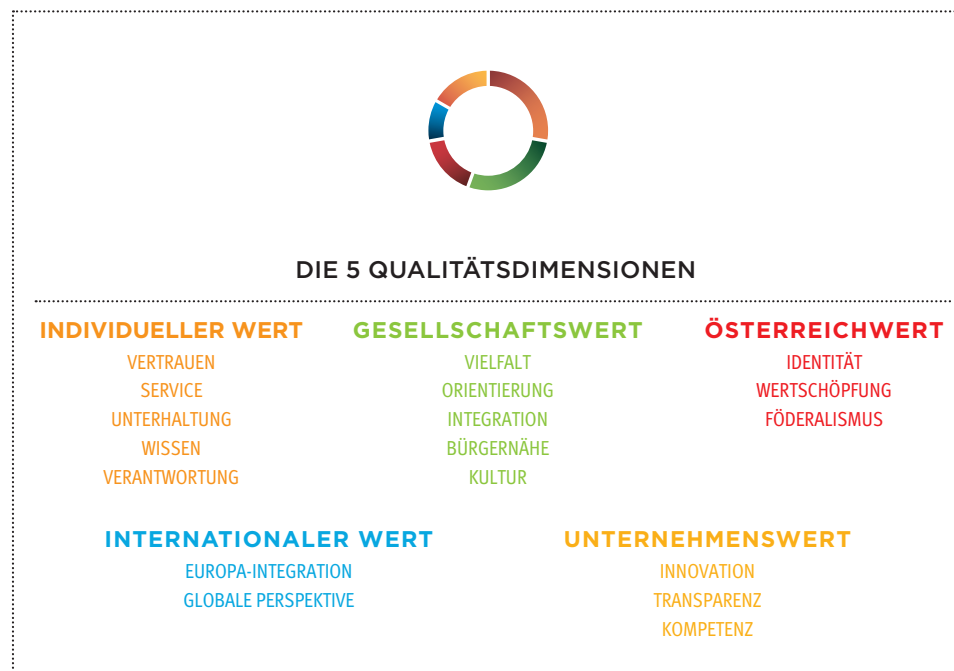 DIE 5 QUALITÄTSDIMENSIONEN
INDIVIDUELLER WERT
VERTRAUEN
SERVICE
UNTERHALTUNG
WISSEN
VERANTWORTUNG
GESELLSCHAFTSWERT
VIELFALT
ORIENTIERUNG
INTEGRATION
BÜRGERNÄHE
KULTUR
ÖSTERREICHWERT
IDENTITÄT
WERTSCHÖPFUNG
FÖDERALISMUS
INTERNATIONALER WERT
EUROPA-INTEGRATION
GLOBALE PERSPEKTIVE
UNTERNEHMENSWERT
INNOVATION
TRANSPARENZ
KOMPETENZ